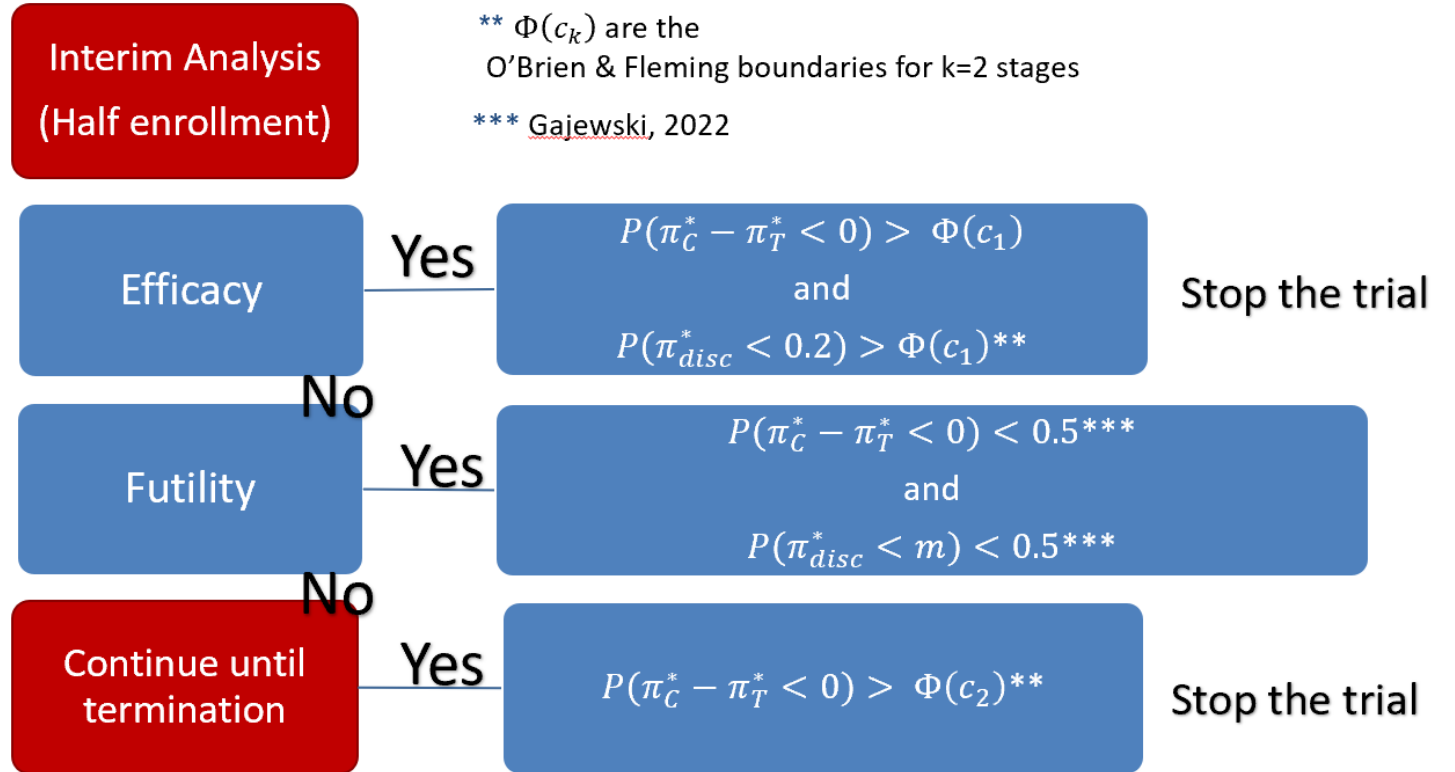 Interim Analysis
(Half enrollment)
** Φ(c_k) are the
O'Brien & Fleming boundaries for k=2 stages
*** Gajewski, 2022
Efficacy
Yes
P(π*_C − π*_T < 0) > Φ(c_1)
and
P(π*_disc < 0.2) > Φ(c_1)**
Stop the trial
No
Futility
Yes
P(π*_C − π*_T < 0) < 0.5***
and
P(π*_disc < m) < 0.5***
No
Continue until
termination
Yes
P(π*_C − π*_T < 0) > Φ(c_2)**
Stop the trial